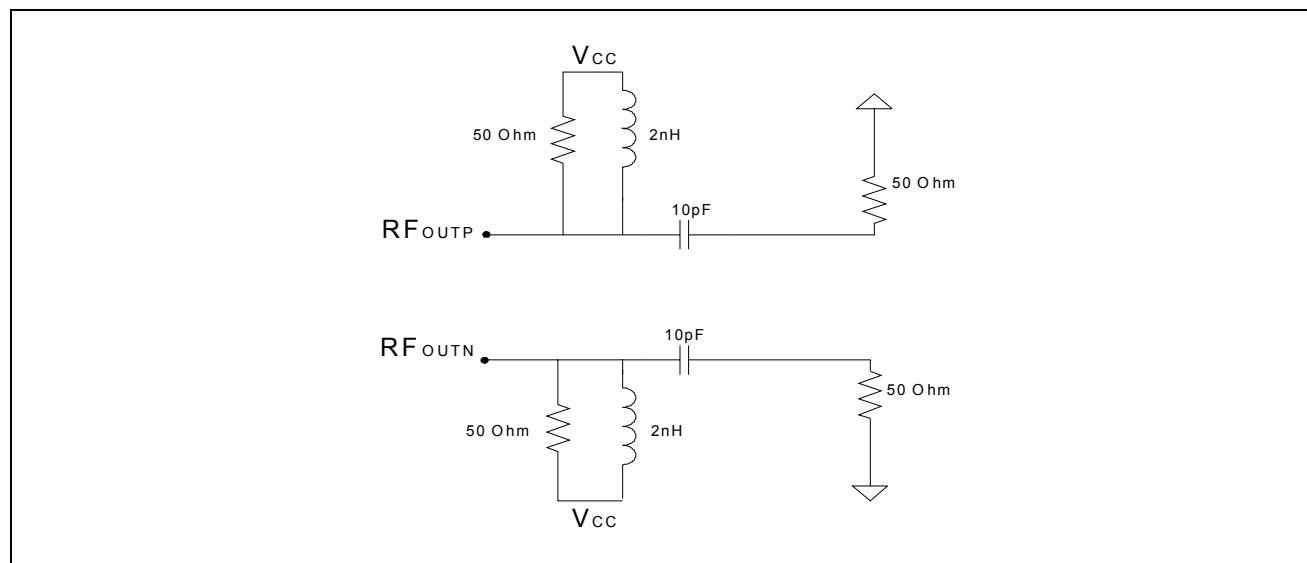 VCC
50 Ohm
2nH
50 Ohm
10pF
RFOUTP
10pF
RFOUTN
50 Ohm
50 Ohm
2nH
VCC